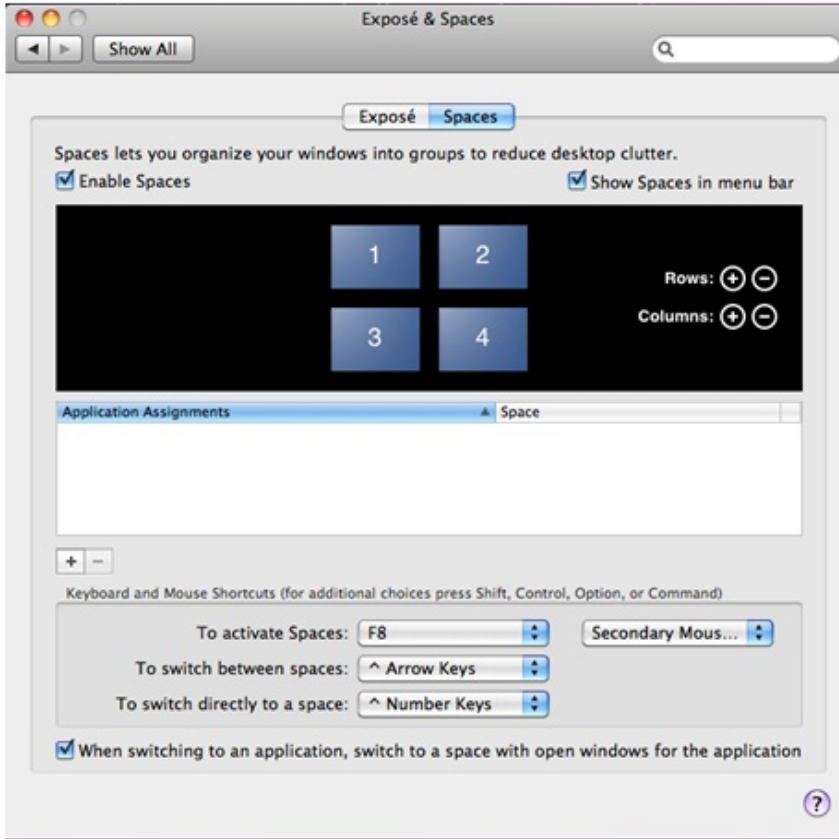 Exposé & Spaces
Show All
Exposé Spaces
Spaces lets you organize your windows into groups to reduce desktop clutter.
Enable Spaces Show Spaces in menu bar
1 2
Rows:
Columns:
3 4
Application Assignments Space
Keyboard and Mouse Shortcuts (for additional choices press Shift, Control, Option, or Command)
To activate Spaces: F8 Secondary Mous...
To switch between spaces: ^ Arrow Keys
To switch directly to a space: ^ Number Keys
When switching to an application, switch to a space with open windows for the application
?